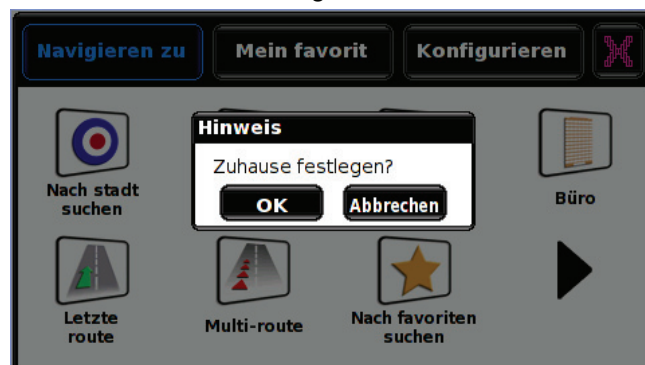 Navigieren zu
Mein favorit
Konfigurieren
Hinweis
Zuhause festlegen?
OK
Abbrechen
Nach stadt
suchen
Büro
Letzte
route
Multi-route
Nach favoriten
suchen